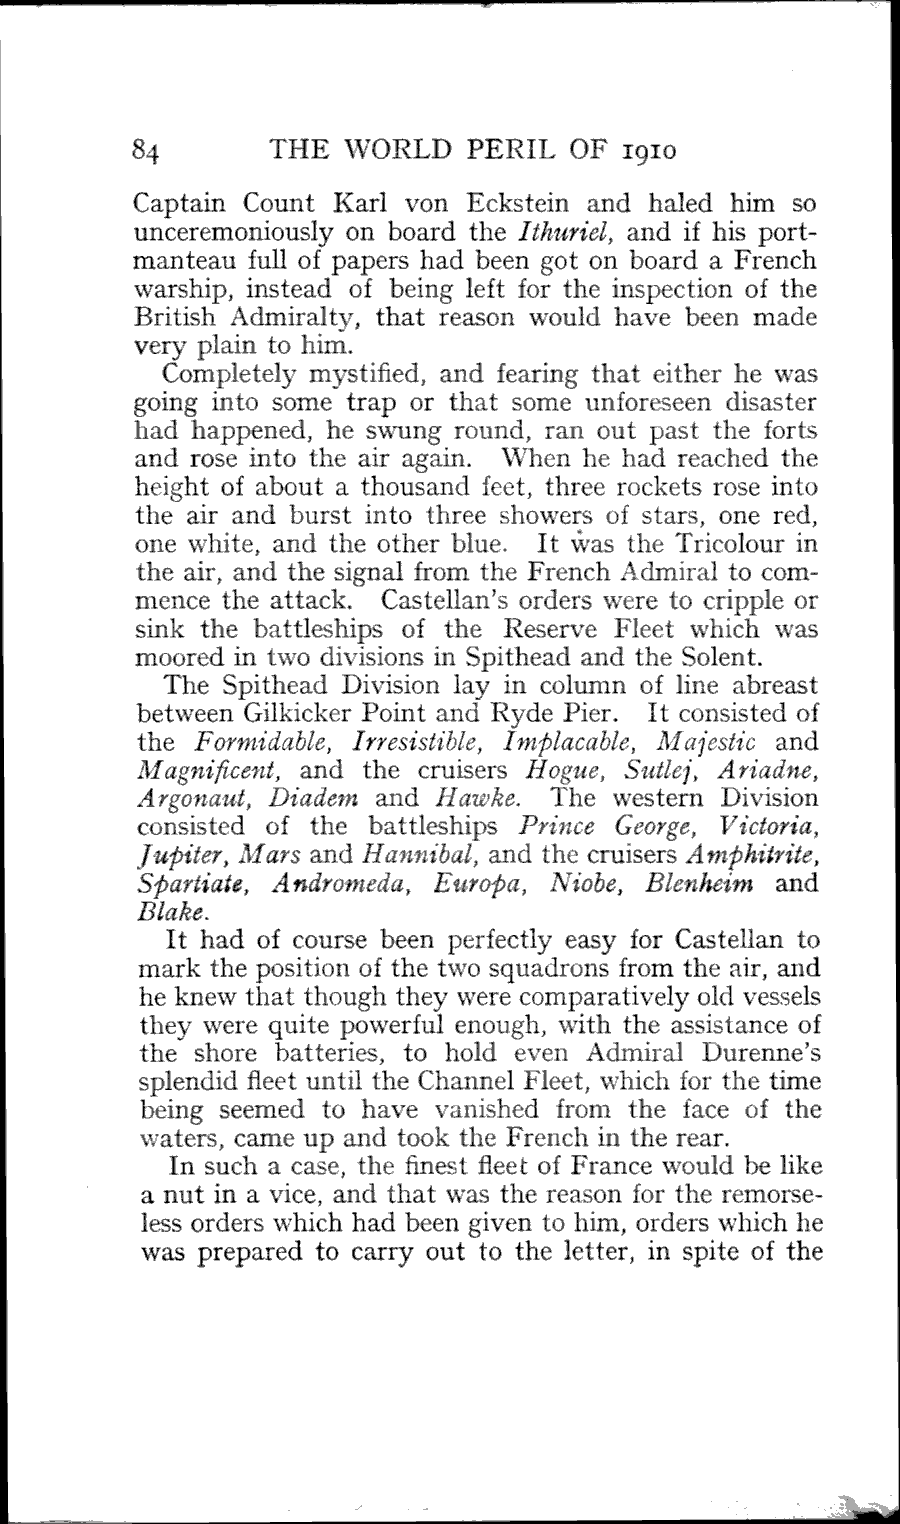 84 THE WORLD PERIL OF 1910
Captain Count Karl von Eckstein and haled him so
unceremoniously on board the Ithuriel, and if his port-
manteau full of papers had been got on board a French
warship, instead of being left for the inspection of the
British Admiralty, that reason would have been made
very plain to him.
Completely mystified, and fearing that either he was
going into some trap or that some unforeseen disaster
had happened, he swung round, ran out past the forts
and rose into the air again. When he had reached the
height of about a thousand feet, three rockets rose into
the air and burst into three showers of stars, one red,
one white, and the other blue. It was the Tricolour in
the air, and the signal from the French Admiral to com-
mence the attack. Castellan's orders were to cripple or
sink the battleships of the Reserve Fleet which was
moored in two divisions in Spithead and the Solent.
The Spithead Division lay in column of line abreast
between Gilkicker Point and Ryde Pier. It consisted of
the Formidable, Irresistible, Implacable, Majestic and
Magnificent, and the cruisers Hogue, Sutlej, Ariadne,
Argonaut, Diadem and Hawke. The western Division
consisted of the battleships Prince George, Victoria,
Jupiter, Mars and Hannibal, and the cruisers Amphitrite,
Spartiate, Andromeda, Europa, Niobe, Blenheim and
Blake.
It had of course been perfectly easy for Castellan to
mark the position of the two squadrons from the air, and
he knew that though they were comparatively old vessels
they were quite powerful enough, with the assistance of
the shore batteries, to hold even Admiral Durenne's
splendid fleet until the Channel Fleet, which for the time
being seemed to have vanished from the face of the
waters, came up and took the French in the rear.
In such a case, the finest fleet of France would be like
a nut in a vice, and that was the reason for the remorse-
less orders which had been given to him, orders which he
was prepared to carry out to the letter, in spite of the